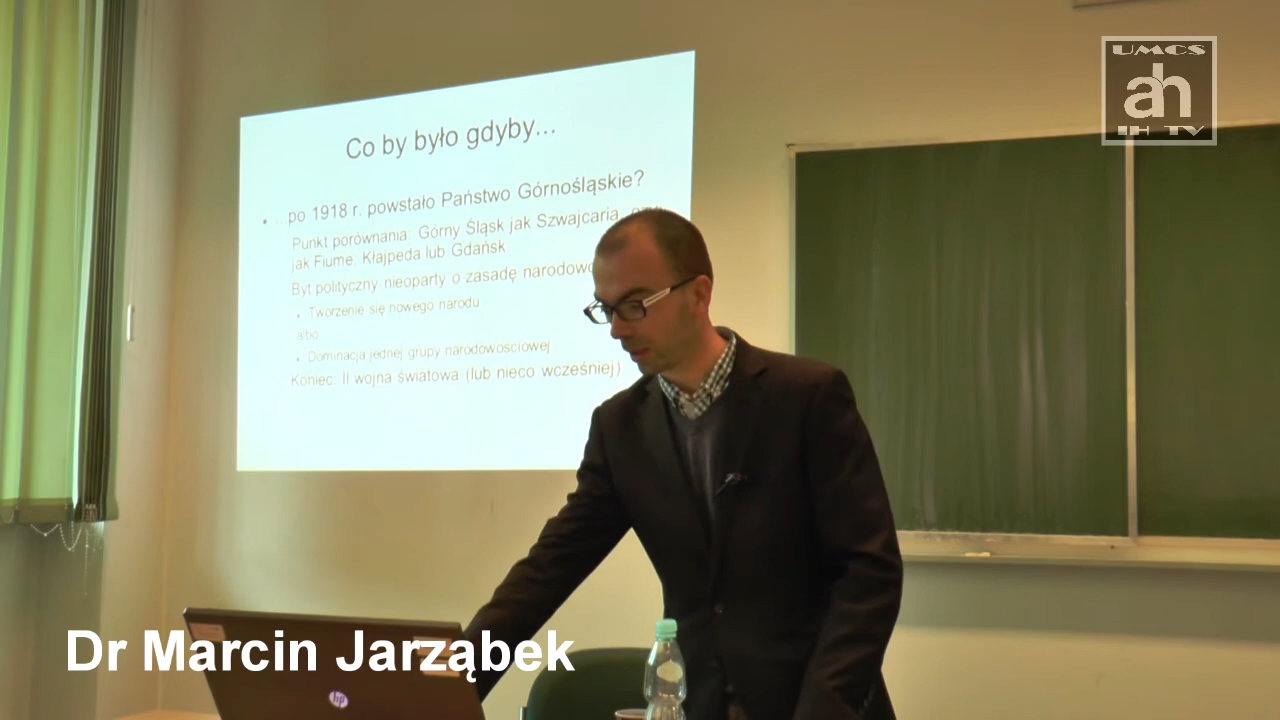 UMCS
ah
IH TV
Co by było gdyby...
• ...po 1918 r. powstało Państwo Górnośląskie?
Punkt porównania: Górny Śląsk jak Szwajcaria,
jak Fiume, Kłajpeda lub Gdańsk
Byt polityczny nieoparty o zasadę
• Tworzenie się nowego narodu
albo
• Dominacja jednej grupy narodowościowej
Koniec: II wojna światowa (lub nieco wcześniej)
Dr Marcin Jarząbek
hp